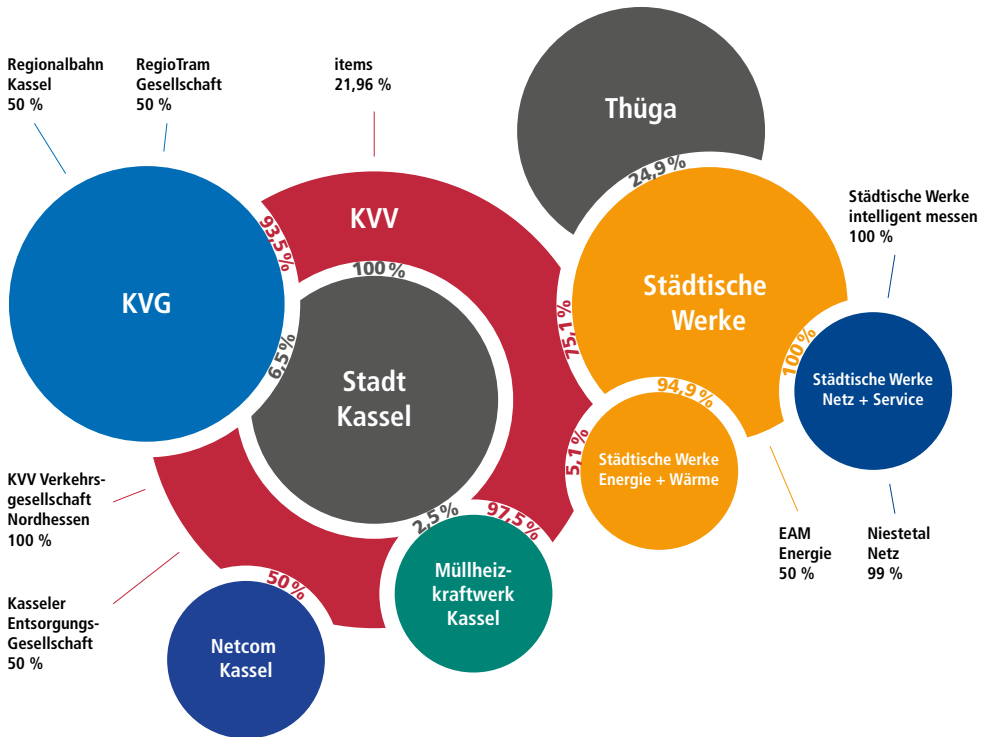 Regionalbahn
Kassel
50 %
RegioTram
Gesellschaft
50 %
items
21,96 %
Thüga
24,9 %
KVV
93,5 %
100 %
KVG
6,5 %
Stadt
Kassel
Städtische
Werke
75,1 %
Städtische Werke
intelligent messen
100 %
100 %
Städtische Werke
Netz + Service
94,9 %
5,1 %
Städtische Werke
Energie + Wärme
KVV Verkehrs-
gesellschaft
Nordhessen
100 %
2,5 %
97,5 %
Müllheiz-
kraftwerk
Kassel
EAM
Energie
50 %
Niestetal
Netz
99 %
Kasseler
Entsorgungs-
Gesellschaft
50 %
50 %
Netcom
Kassel